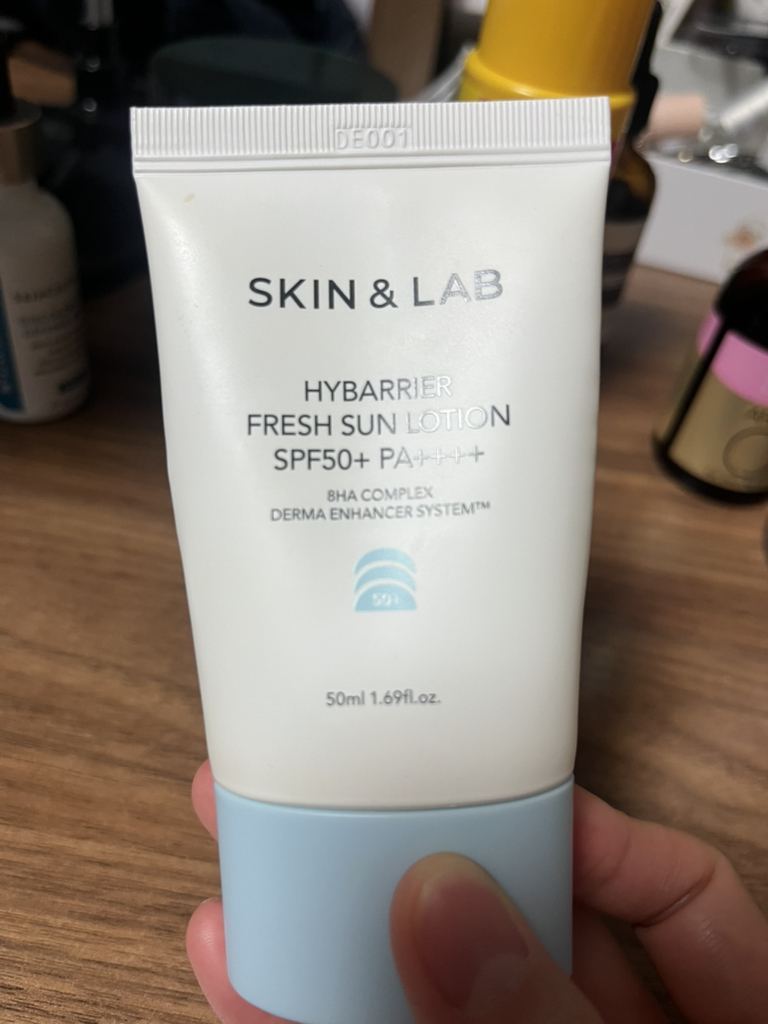 DE001
SKIN & LAB
HYBARRIER
FRESH SUN LOTION
SPF50+ PA++++
8HA COMPLEX
DERMA ENHANCER SYSTEM™
50+
50ml 1.69fl.oz.